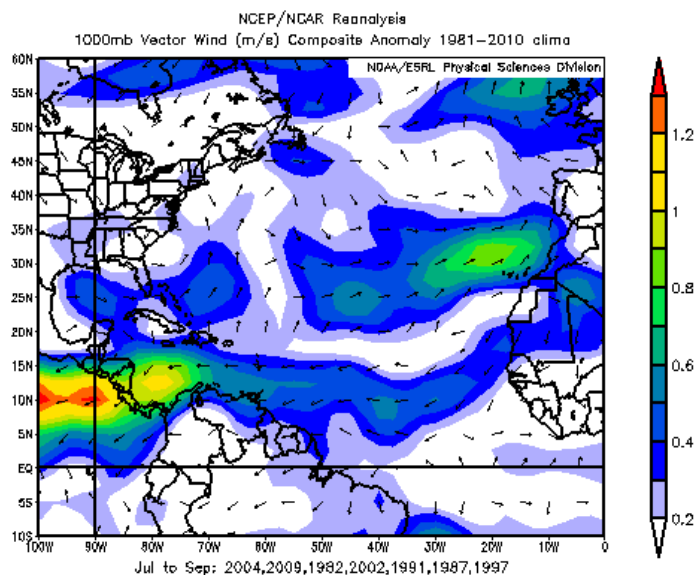 NCEP/NCAR Reanalysis
1000mb Vector Wind (m/s) Composite Anomaly 1981-2010 clima
NOAA/ESRL Physical Sciences Division
60N
55N
50N
45N
40N
35N
30N
25N
20N
15N
10N
5N
EQ
5S
10S
100W 90W 80W 70W 60W 50W 40W 30W 20W 10W 0
1.2
1
0.8
0.6
0.4
0.2
Jul to Sep: 2004,2009,1982,2002,1991,1987,1997